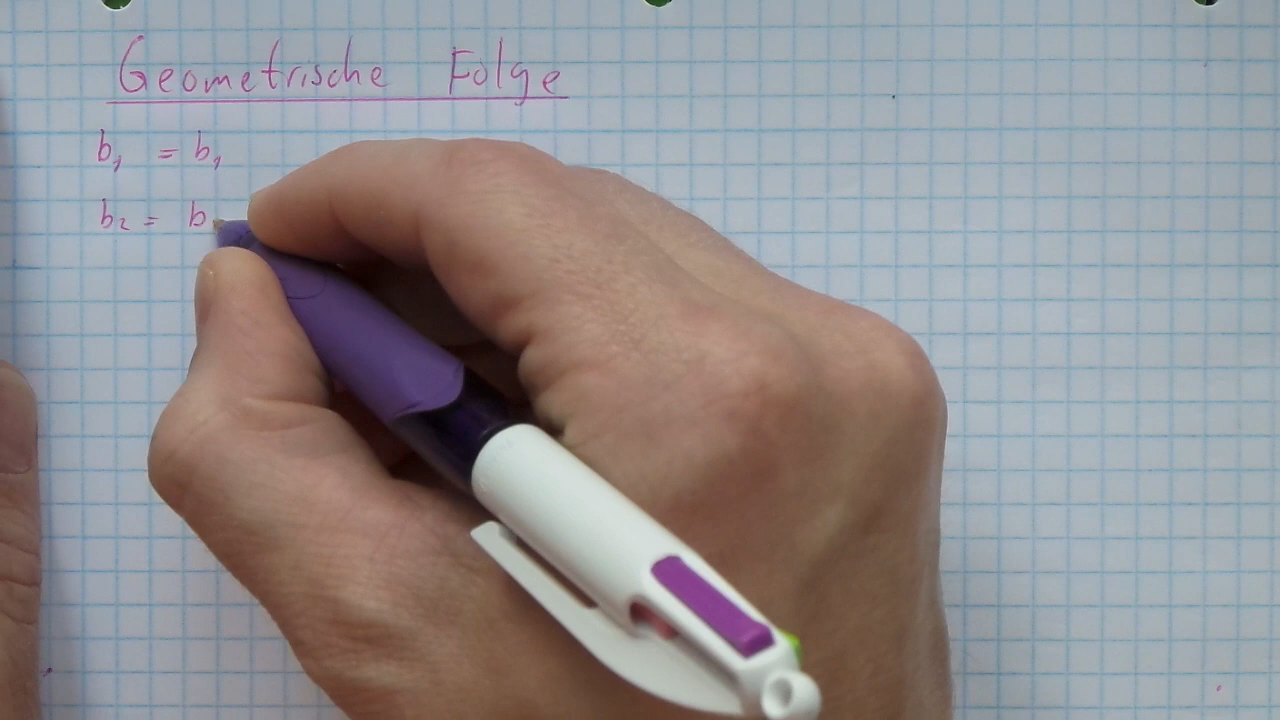 Geometrische Folge
b₁ = b₁
b₂ = b